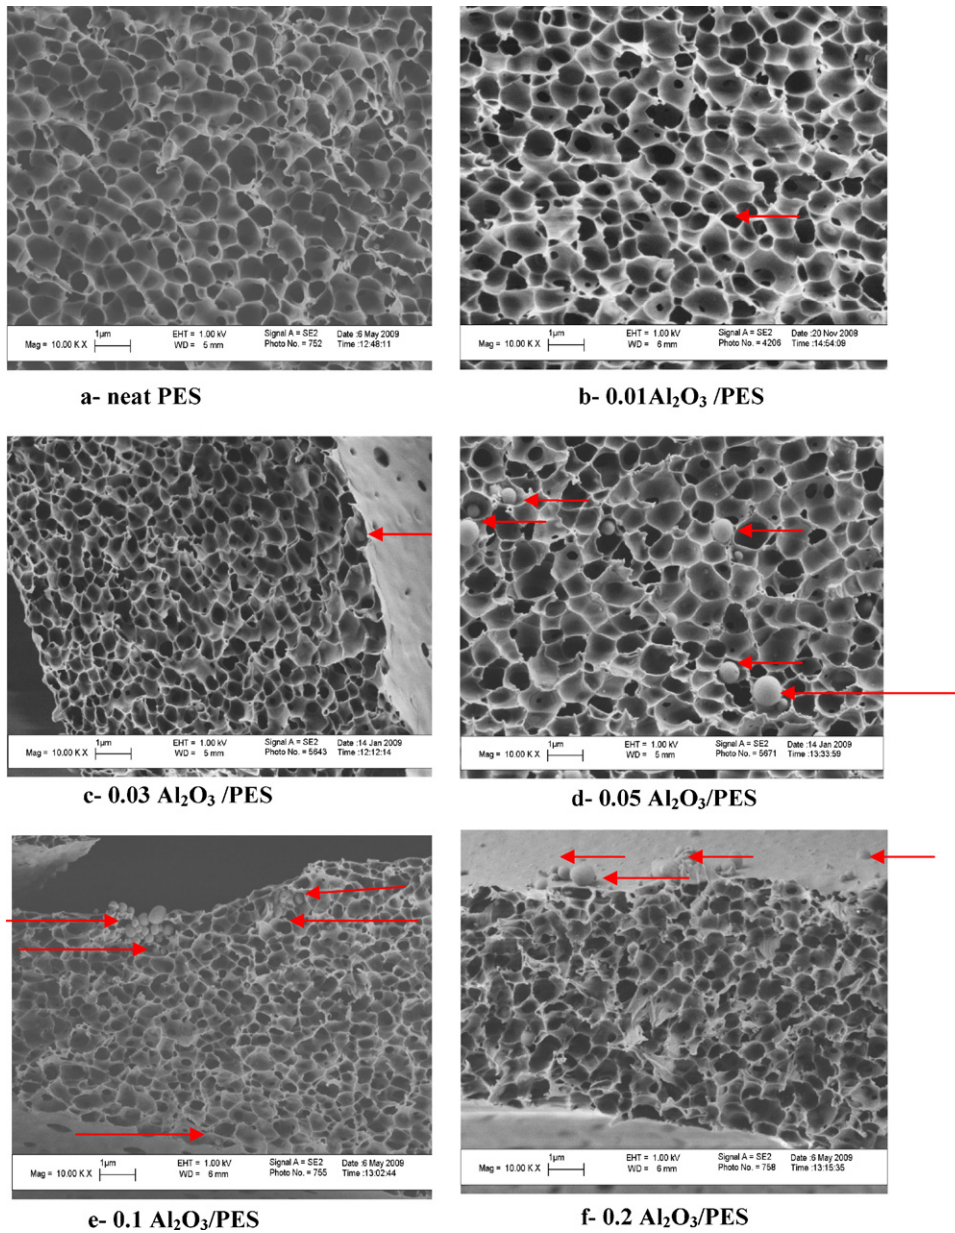 1µm EHT = 1.00 kV Signal A = SE2 Date :6 May 2009
Mag = 10.00 K X WD = 5 mm Photo No. = 752 Time :12:48:11
a- neat PES
1µm EHT = 1.00 kV Signal A = SE2 Date :20 Nov 2008
Mag = 10.00 K X WD = 6 mm Photo No. = 4206 Time :14:54:09
b- 0.01Al₂O₃ /PES
1µm EHT = 1.00 kV Signal A = SE2 Date :14 Jan 2009
Mag = 10.00 K X WD = 5 mm Photo No. = 5643 Time :12:12:14
c- 0.03 Al₂O₃ /PES
1µm EHT = 1.00 kV Signal A = SE2 Date :14 Jan 2009
Mag = 10.00 K X WD = 5 mm Photo No. = 5671 Time :13:33:59
d- 0.05 Al₂O₃/PES
1µm EHT = 1.00 kV Signal A = SE2 Date :6 May 2009
Mag = 10.00 K X WD = 6 mm Photo No. = 755 Time :13:02:44
e- 0.1 Al₂O₃/PES
1µm EHT = 1.00 kV Signal A = SE2 Date :6 May 2009
Mag = 10.00 K X WD = 6 mm Photo No. = 758 Time :13:15:35
f- 0.2 Al₂O₃/PES